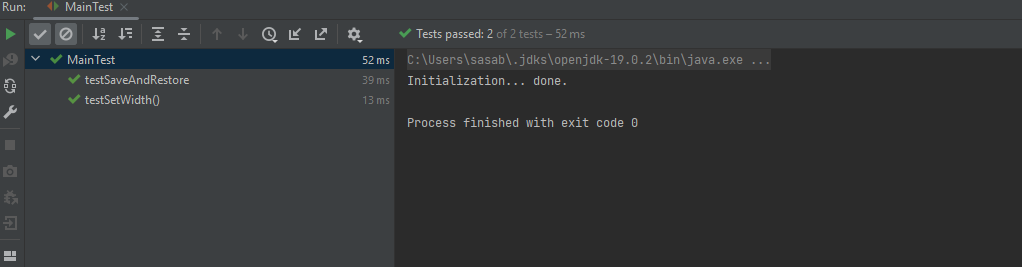 Run: MainTest
Tests passed: 2 of 2 tests – 52 ms
MainTest 52 ms
testSaveAndRestore 39 ms
testSetWidth() 13 ms
C:\Users\sasab\.jdks\openjdk-19.0.2\bin\java.exe ...
Initialization... done.
Process finished with exit code 0